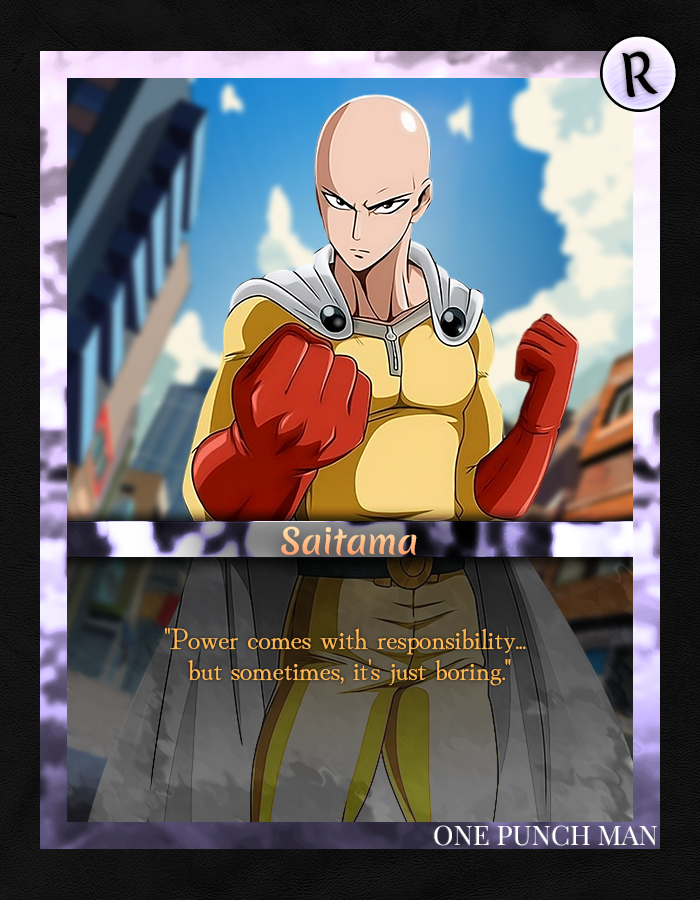 R
Saitama
"Power comes with responsibility...
but sometimes, it's just boring."
ONE PUNCH MAN